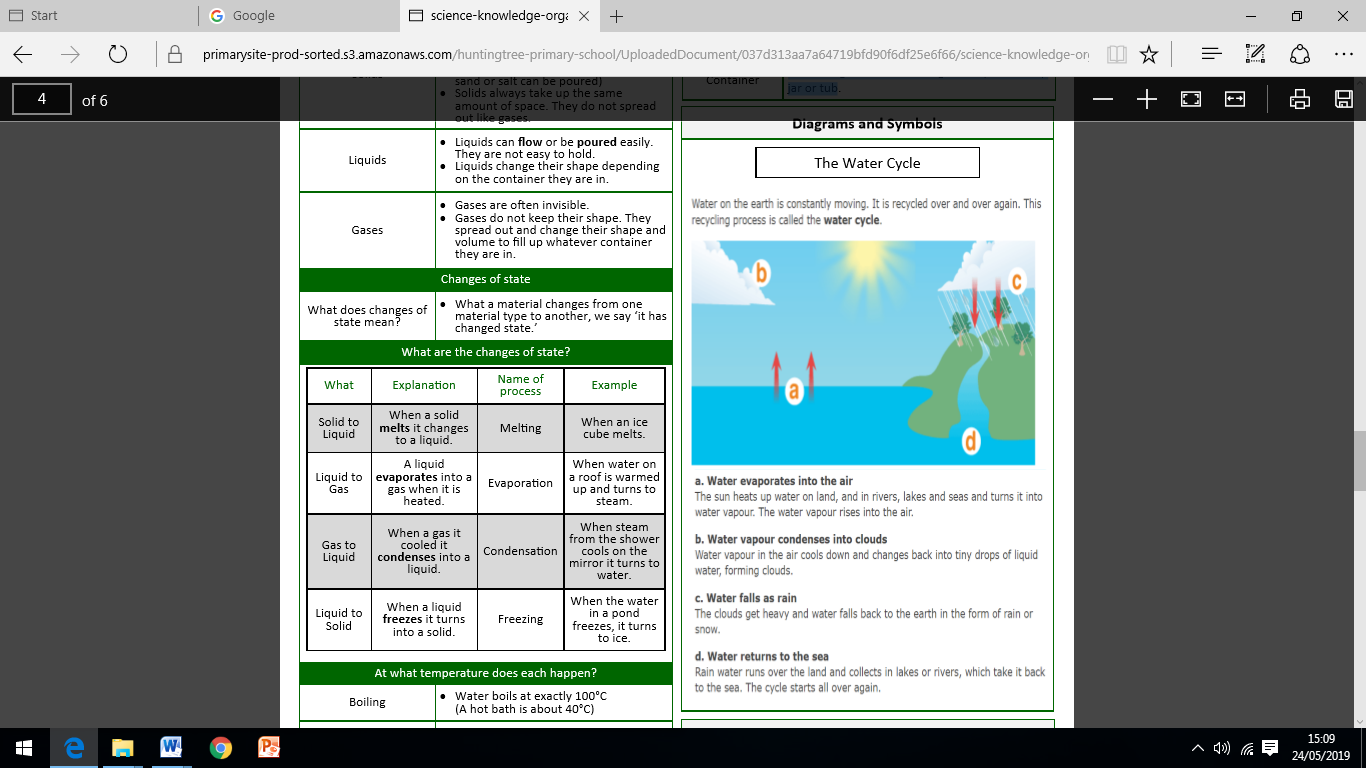 Start
Google
science-knowledge-orga
primarysite-prod-sorted.s3.amazonaws.com/huntingtree-primary-school/UploadedDocument/037d313aa7a64719bfd90f6df25e6f66/science-knowledge-or
4 of 6
sand or salt can be poured)
• Solids always take up the same
amount of space. They do not spread
out like gases.
Liquids
• Liquids can flow or be poured easily.
They are not easy to hold.
• Liquids change their shape depending
on the container they are in.
Gases
• Gases are often invisible.
• Gases do not keep their shape. They
spread out and change their shape and
volume to fill up whatever container
they are in.
Changes of state
What does changes of
state mean?
• What a material changes from one
material type to another, we say ‘it has
changed state.’
What are the changes of state?
What
Explanation
Name of
process
Example
Solid to
Liquid
When a solid
melts it changes
to a liquid.
Melting
When an ice
cube melts.
Liquid to
Gas
A liquid
evaporates into a
gas when it is
heated.
Evaporation
When water on
a roof is warmed
up and turns to
steam.
Gas to
Liquid
When a gas it
cooled it
condenses into a
liquid.
Condensation
When steam
from the shower
cools on the
mirror it turns to
water.
Liquid to
Solid
When a liquid
freezes it turns
into a solid.
Freezing
When the water
in a pond
freezes, it turns
to ice.
At what temperature does each happen?
Boiling
• Water boils at exactly 100°C
(A hot bath is about 40°C)
Container
jar or tub.
Diagrams and Symbols
The Water Cycle
Water on the earth is constantly moving. It is recycled over and over again. This
recycling process is called the water cycle.
b
c
a
d
a. Water evaporates into the air
The sun heats up water on land, and in rivers, lakes and seas and turns it into
water vapour. The water vapour rises into the air.
b. Water vapour condenses into clouds
Water vapour in the air cools down and changes back into tiny drops of liquid
water, forming clouds.
c. Water falls as rain
The clouds get heavy and water falls back to the earth in the form of rain or
snow.
d. Water returns to the sea
Rain water runs over the land and collects in lakes or rivers, which take it back
to the sea. The cycle starts all over again.
15:09
24/05/2019